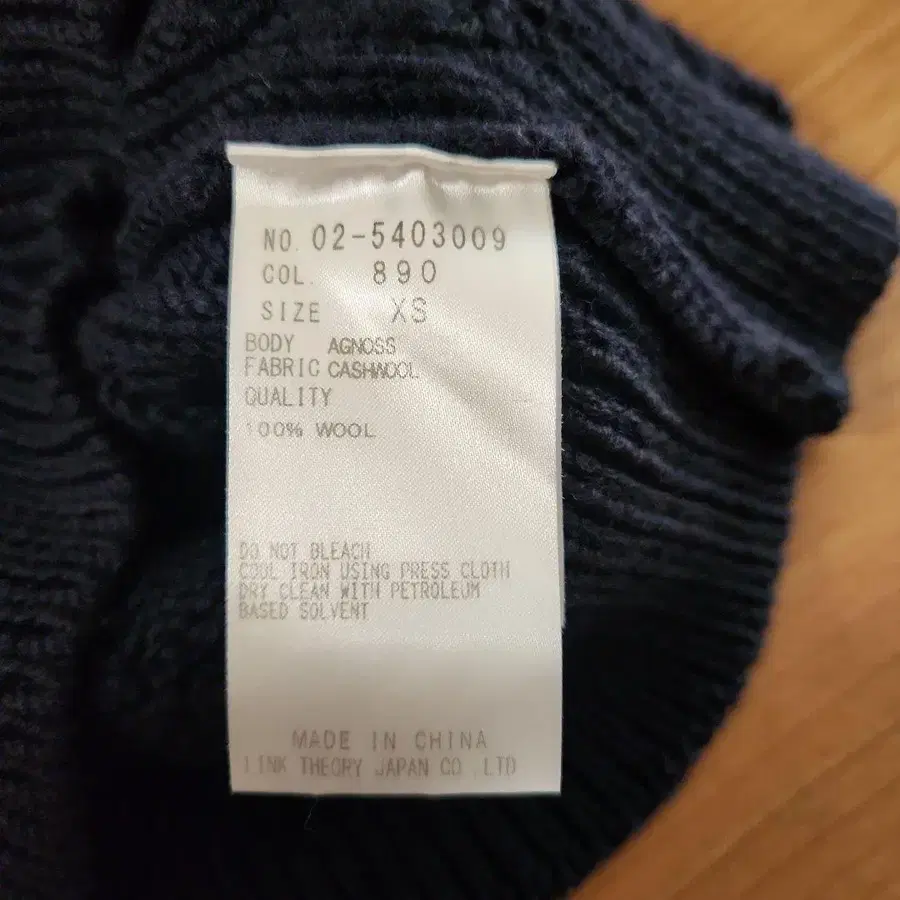 NO. 02-5403009
COL. 890
SIZE XS
BODY AGNOSS
FABRIC CASHWOOL
QUALITY
100% WOOL
DO NOT BLEACH
COOL IRON USING PRESS CLOTH
DRY CLEAN WITH PETROLEUM
BASED SOLVENT
MADE IN CHINA
LINK THEORY JAPAN CO.,LTD